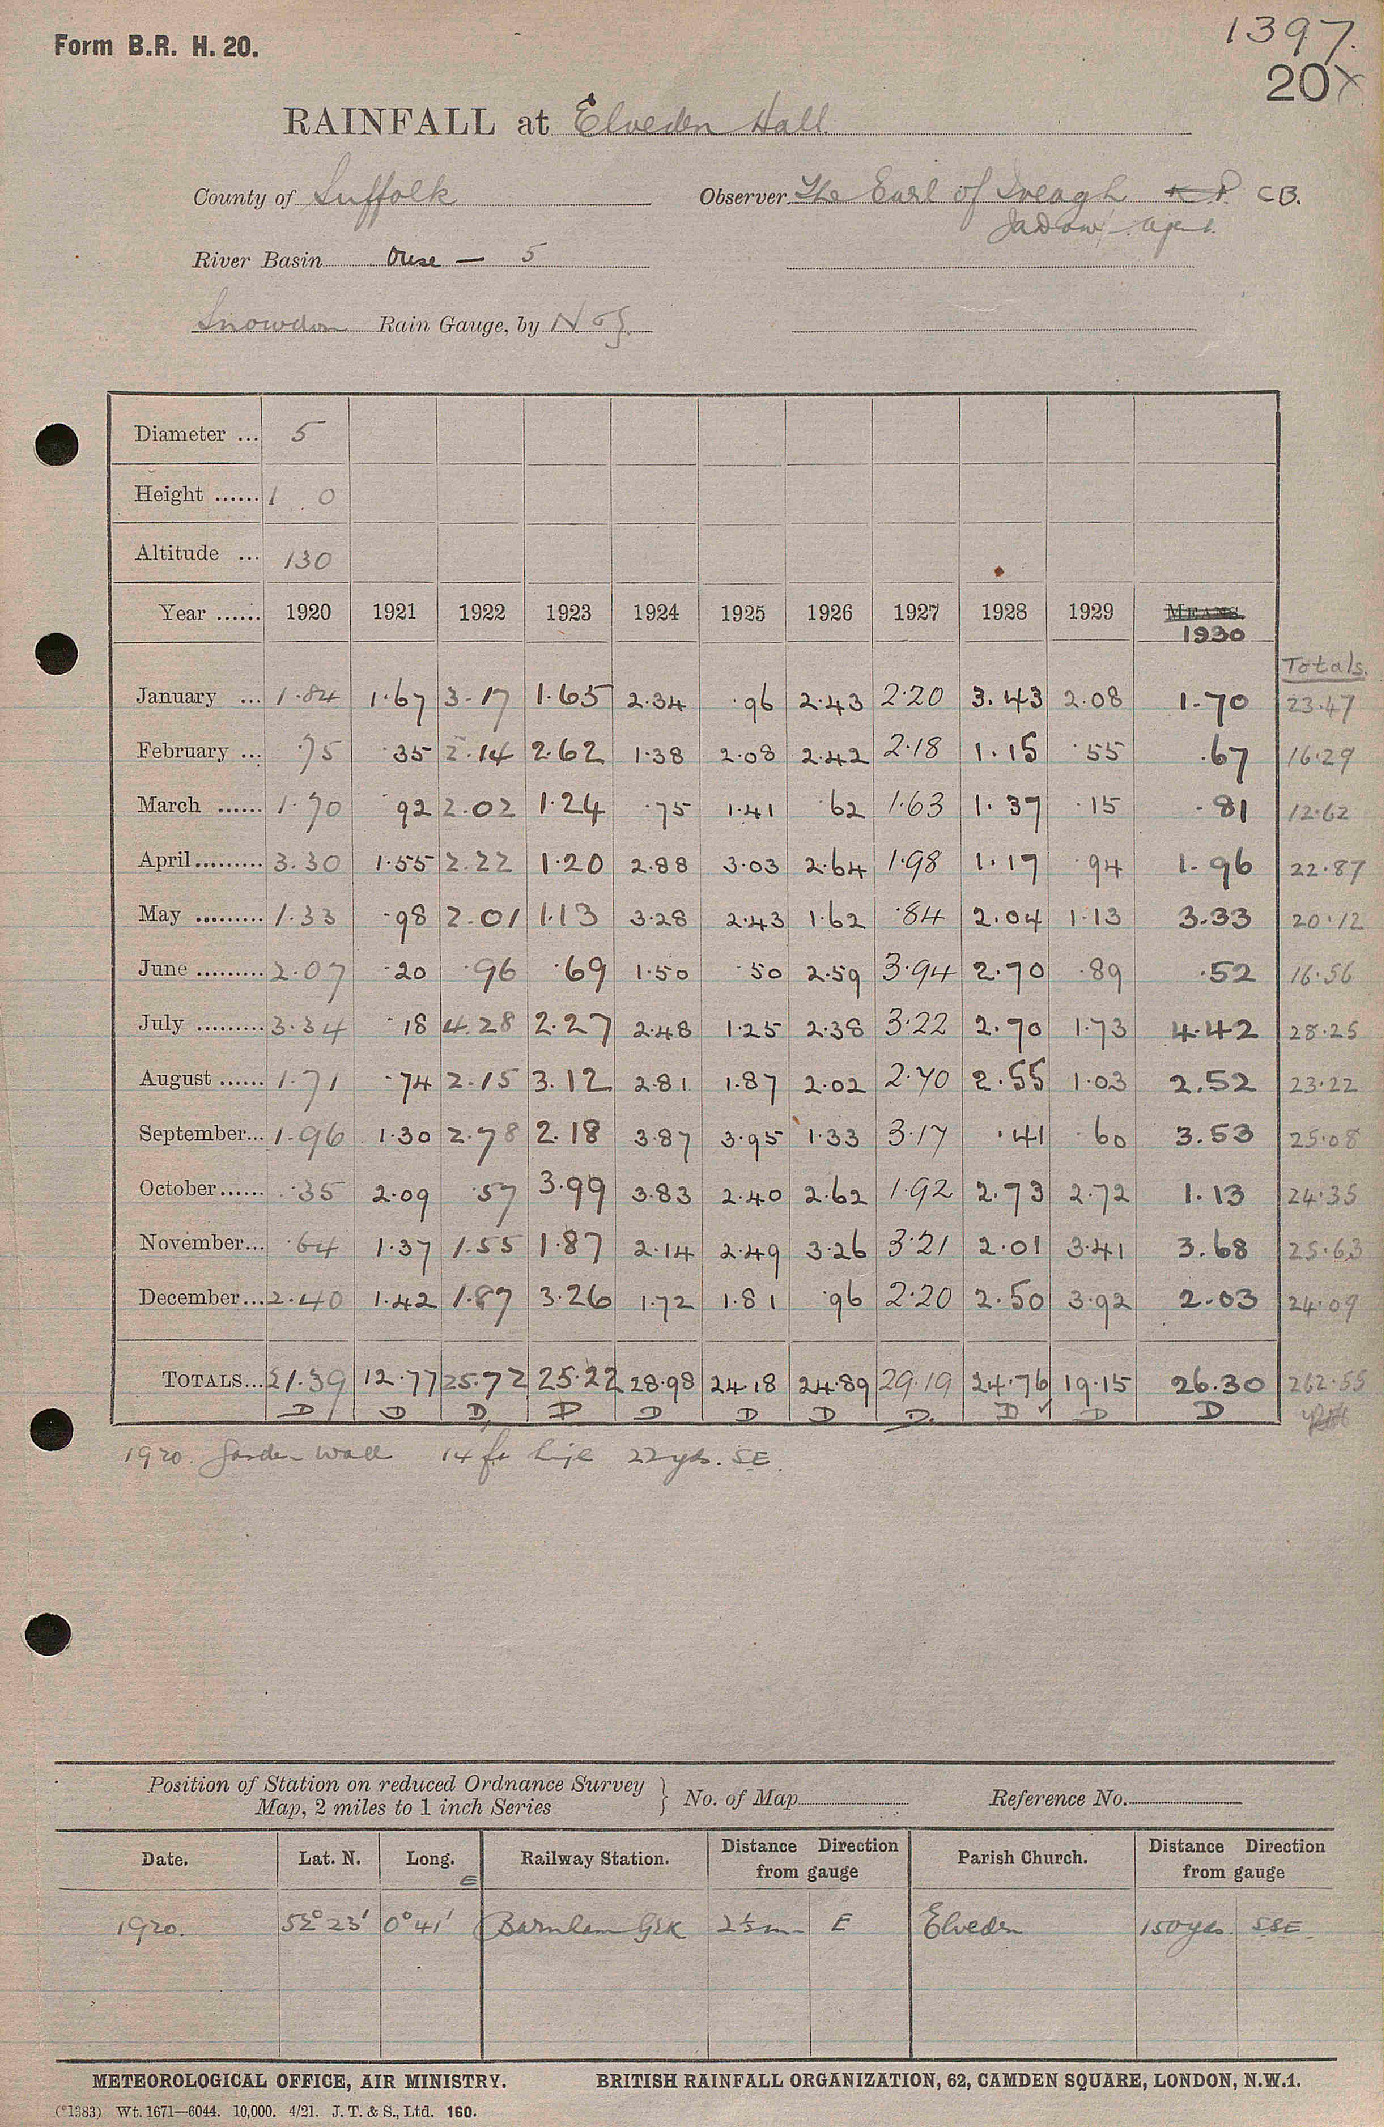 Form B.R. H. 20.
1397.
20x
RAINFALL at Elveden Hall
County of Suffolk Observer The Earl of Iveagh K P. CB.
agent.
River Basin Ouse — 5
Snowdon Rain Gauge, by N & Z.
Diameter ... 5
Height ...... 1 0
Altitude ... 130
Year ...... 1920 1921 1922 1923 1924 1925 1926 1927 1928 1929 MEANS.
1930
Totals.
January ... 1.84 1.67 3.17 1.65 2.34 .96 2.43 2.20 3.43 2.08 1.70 23.47
February ... .75 .35 2.14 2.62 1.38 2.08 2.42 2.18 1.15 .55 .67 16.29
March ...... 1.70 .92 2.02 1.24 .75 1.41 .62 1.63 1.37 .15 .81 12.62
April......... 3.30 1.55 2.22 1.20 2.88 3.03 2.64 1.98 1.17 .94 1.96 22.87
May ......... 1.33 .98 2.01 1.13 3.28 2.43 1.62 .84 2.04 1.13 3.33 20.12
June ......... 2.07 .20 .96 .69 1.50 .50 2.59 3.94 2.70 .89 .52 16.56
July ......... 3.34 .18 4.28 2.27 2.48 1.25 2.38 3.22 2.70 1.73 4.42 28.25
August ...... 1.71 .74 2.15 3.12 2.81 1.87 2.02 2.70 2.55 1.03 2.52 23.22
September... 1.96 1.30 2.78 2.18 3.87 3.95 1.33 3.17 .41 .60 3.53 25.08
October...... .35 2.09 .57 3.99 3.83 2.40 2.62 1.92 2.73 2.72 1.13 24.35
November... .64 1.37 1.55 1.87 2.14 2.49 3.26 3.21 2.01 3.41 3.68 25.63
December... 2.40 1.42 1.87 3.26 1.72 1.81 .96 2.20 2.50 3.92 2.03 24.09
TOTALS... 21.39 12.77 25.72 25.22 28.98 24.18 24.89 29.19 24.76 19.15 26.30 262.55
D D D D D D D D D D D
1920. Garden wall 14 ft high 22 yds. SE.
Position of Station on reduced Ordnance Survey
Map, 2 miles to 1 inch Series } No. of Map Reference No.
Date. Lat. N. Long. E Railway Station. Distance Direction from gauge Parish Church. Distance Direction from gauge
1920. 52° 23' 0° 41' Barnham G.E.R 2½m E Elveden 150 yds SSE
METEOROLOGICAL OFFICE, AIR MINISTRY. BRITISH RAINFALL ORGANIZATION, 62, CAMDEN SQUARE, LONDON, N.W.1.
(*1383) Wt. 1671—6044. 10,000. 4/21. J. T. & S., Ltd. 160.